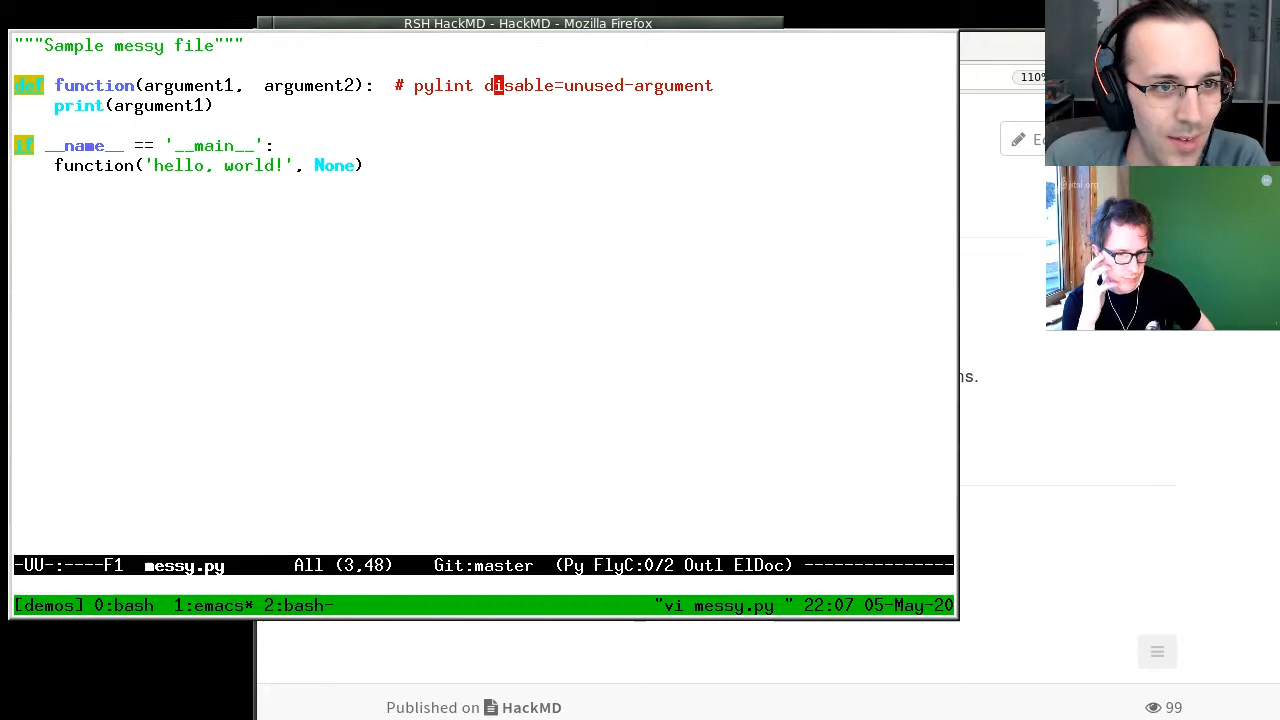 RSH HackMD - HackMD - Mozilla Firefox
"""Sample messy file"""
def function(argument1,  argument2):  # pylint disable=unused-argument
    print(argument1)
if __name__ == '__main__':
    function('hello, world!', None)
-UU-:----F1  messy.py       All (3,48)    Git:master  (Py FlyC:0/2 Outl ElDoc) ---------------
[demos] 0:bash  1:emacs* 2:bash-                                "vi messy.py " 22:07 05-May-20
110%
jitsi.org
ns.
Published on HackMD
99